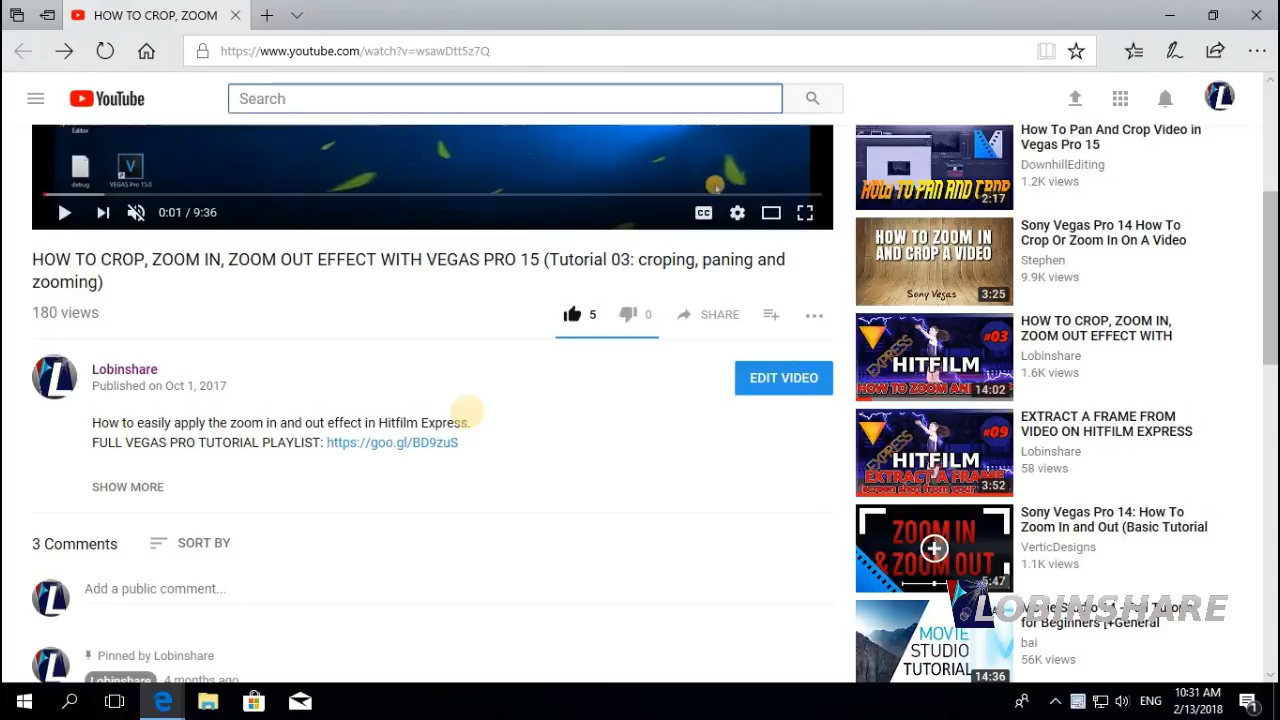 HOW TO CROP, ZOOM
https://www.youtube.com/watch?v=wsawDtt5z7Q
YouTube
Search
Editor
debug
VEGAS Pro 15.0
0:01 / 9:36
CC
HOW TO CROP, ZOOM IN, ZOOM OUT EFFECT WITH VEGAS PRO 15 (Tutorial 03: croping, paning and
zooming)
180 views
5
0
SHARE
Lobinshare
Published on Oct 1, 2017
EDIT VIDEO
How to easily apply the zoom in and out effect in Hitfilm Express.
FULL VEGAS PRO TUTORIAL PLAYLIST: https://goo.gl/BD9zuS
SHOW MORE
3 Comments
SORT BY
Add a public comment...
Pinned by Lobinshare
Lobinshare 4 months ago
HOW TO PAN AND CROP
2:17
How To Pan And Crop Video in
Vegas Pro 15
DownhillEditing
1.2K views
HOW TO ZOOM IN
AND CROP A VIDEO
Sony Vegas
3:25
Sony Vegas Pro 14 How To
Crop Or Zoom In On A Video
Stephen
9.9K views
#03
EXPRESS
HITFILM
14:02
HOW TO CROP, ZOOM IN,
ZOOM OUT EFFECT WITH
Lobinshare
1.6K views
#09
EXPRESS
HITFILM
EXTRACT A FRAME
3:52
EXTRACT A FRAME FROM
VIDEO ON HITFILM EXPRESS
Lobinshare
58 views
ZOOM IN
& ZOOM OUT
5:47
Sony Vegas Pro 14: How To
Zoom In and Out (Basic Tutorial
VerticDesigns
1.1K views
LOBINSHARE
MOVIE
STUDIO
TUTORIAL
14:36
for Beginners [+General
bai
56K views
ENG
10:31 AM
2/13/2018
1